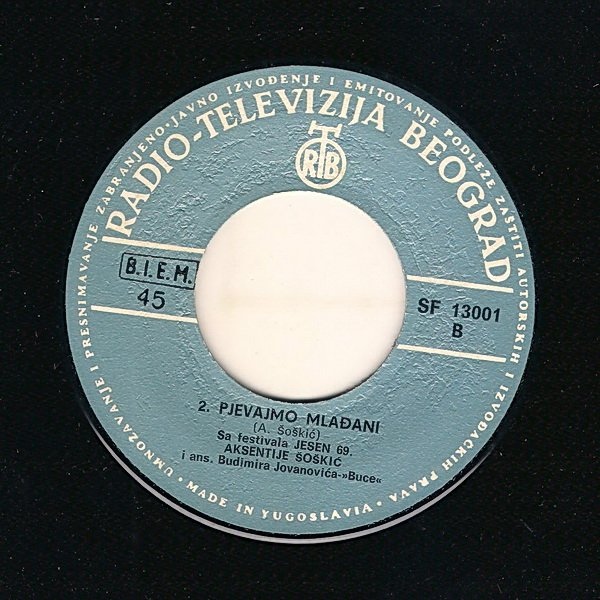 UMNOŽAVANJE I PRESNIMAVANJE ZABRANJENO·JAVNO IZVOĐENJE I EMITOVANJE PODLEŽE ZAŠTITI AUTORSKIH I IZVOĐAČKIH PRAVA
RADIO-TELEVIZIJA BEOGRAD
RTB
B.I.E.M.
45
SF 13001
B
2. PJEVAJMO MLAĐANI
(A. Šoškić)
Sa festivala JESEN 69.
AKSENTIJE ŠOŠKIĆ
i ans. Budimira Jovanovića-»Buce«
· MADE IN YUGOSLAVIA ·